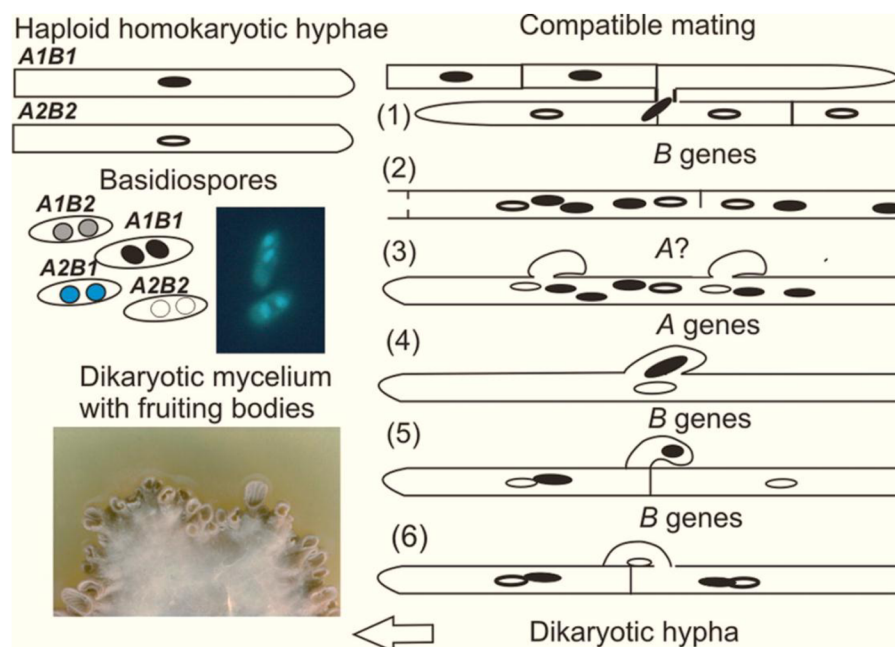 Haploid homokaryotic hyphae
A1B1
A2B2
Basidiospores
A1B2
A1B1
A2B1
A2B2
Dikaryotic mycelium
with fruiting bodies
Compatible mating
(1)
B genes
(2)
(3)
A?
A genes
(4)
B genes
(5)
B genes
(6)
Dikaryotic hypha